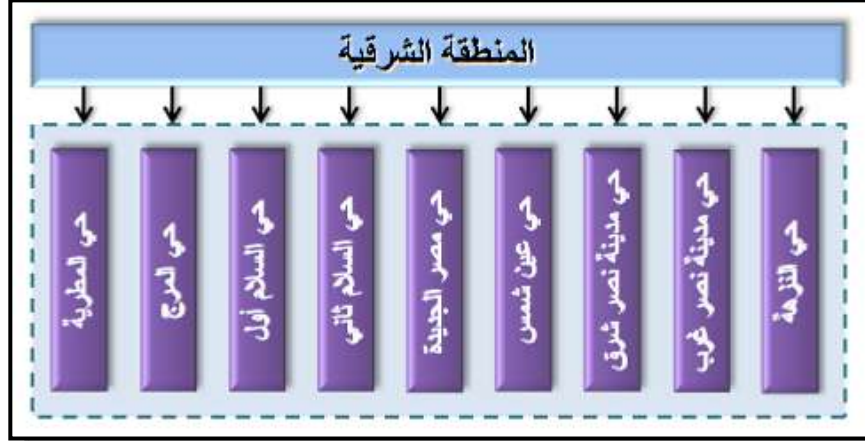 المنطقة الشرقية
حي النزهة
حي مدينة نصر غرب
حي مدينة نصر شرق
حي عين شمس
حي مصر الجديدة
حي السلام ثاني
حي السلام أول
حي المرج
حي المطرية